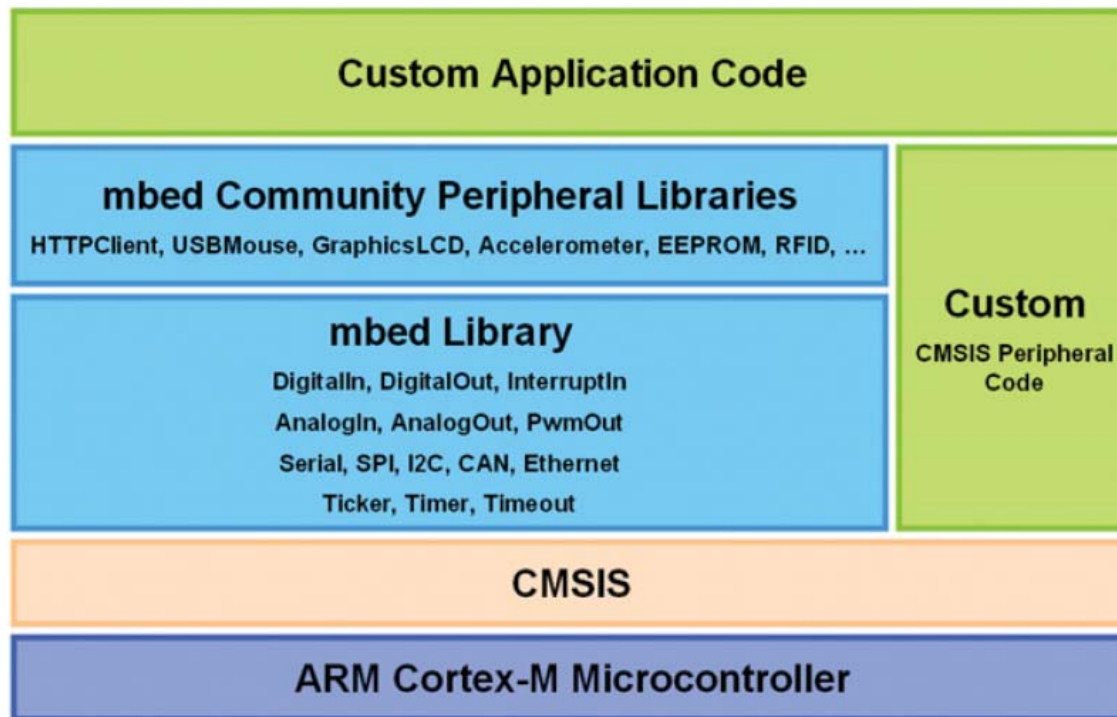 Custom Application Code
mbed Community Peripheral Libraries
HTTPClient, USBMouse, GraphicsLCD, Accelerometer, EEPROM, RFID, ...
mbed Library
DigitalIn, DigitalOut, InterruptIn
AnalogIn, AnalogOut, PwmOut
Serial, SPI, I2C, CAN, Ethernet
Ticker, Timer, Timeout
Custom
CMSIS Peripheral
Code
CMSIS
ARM Cortex-M Microcontroller